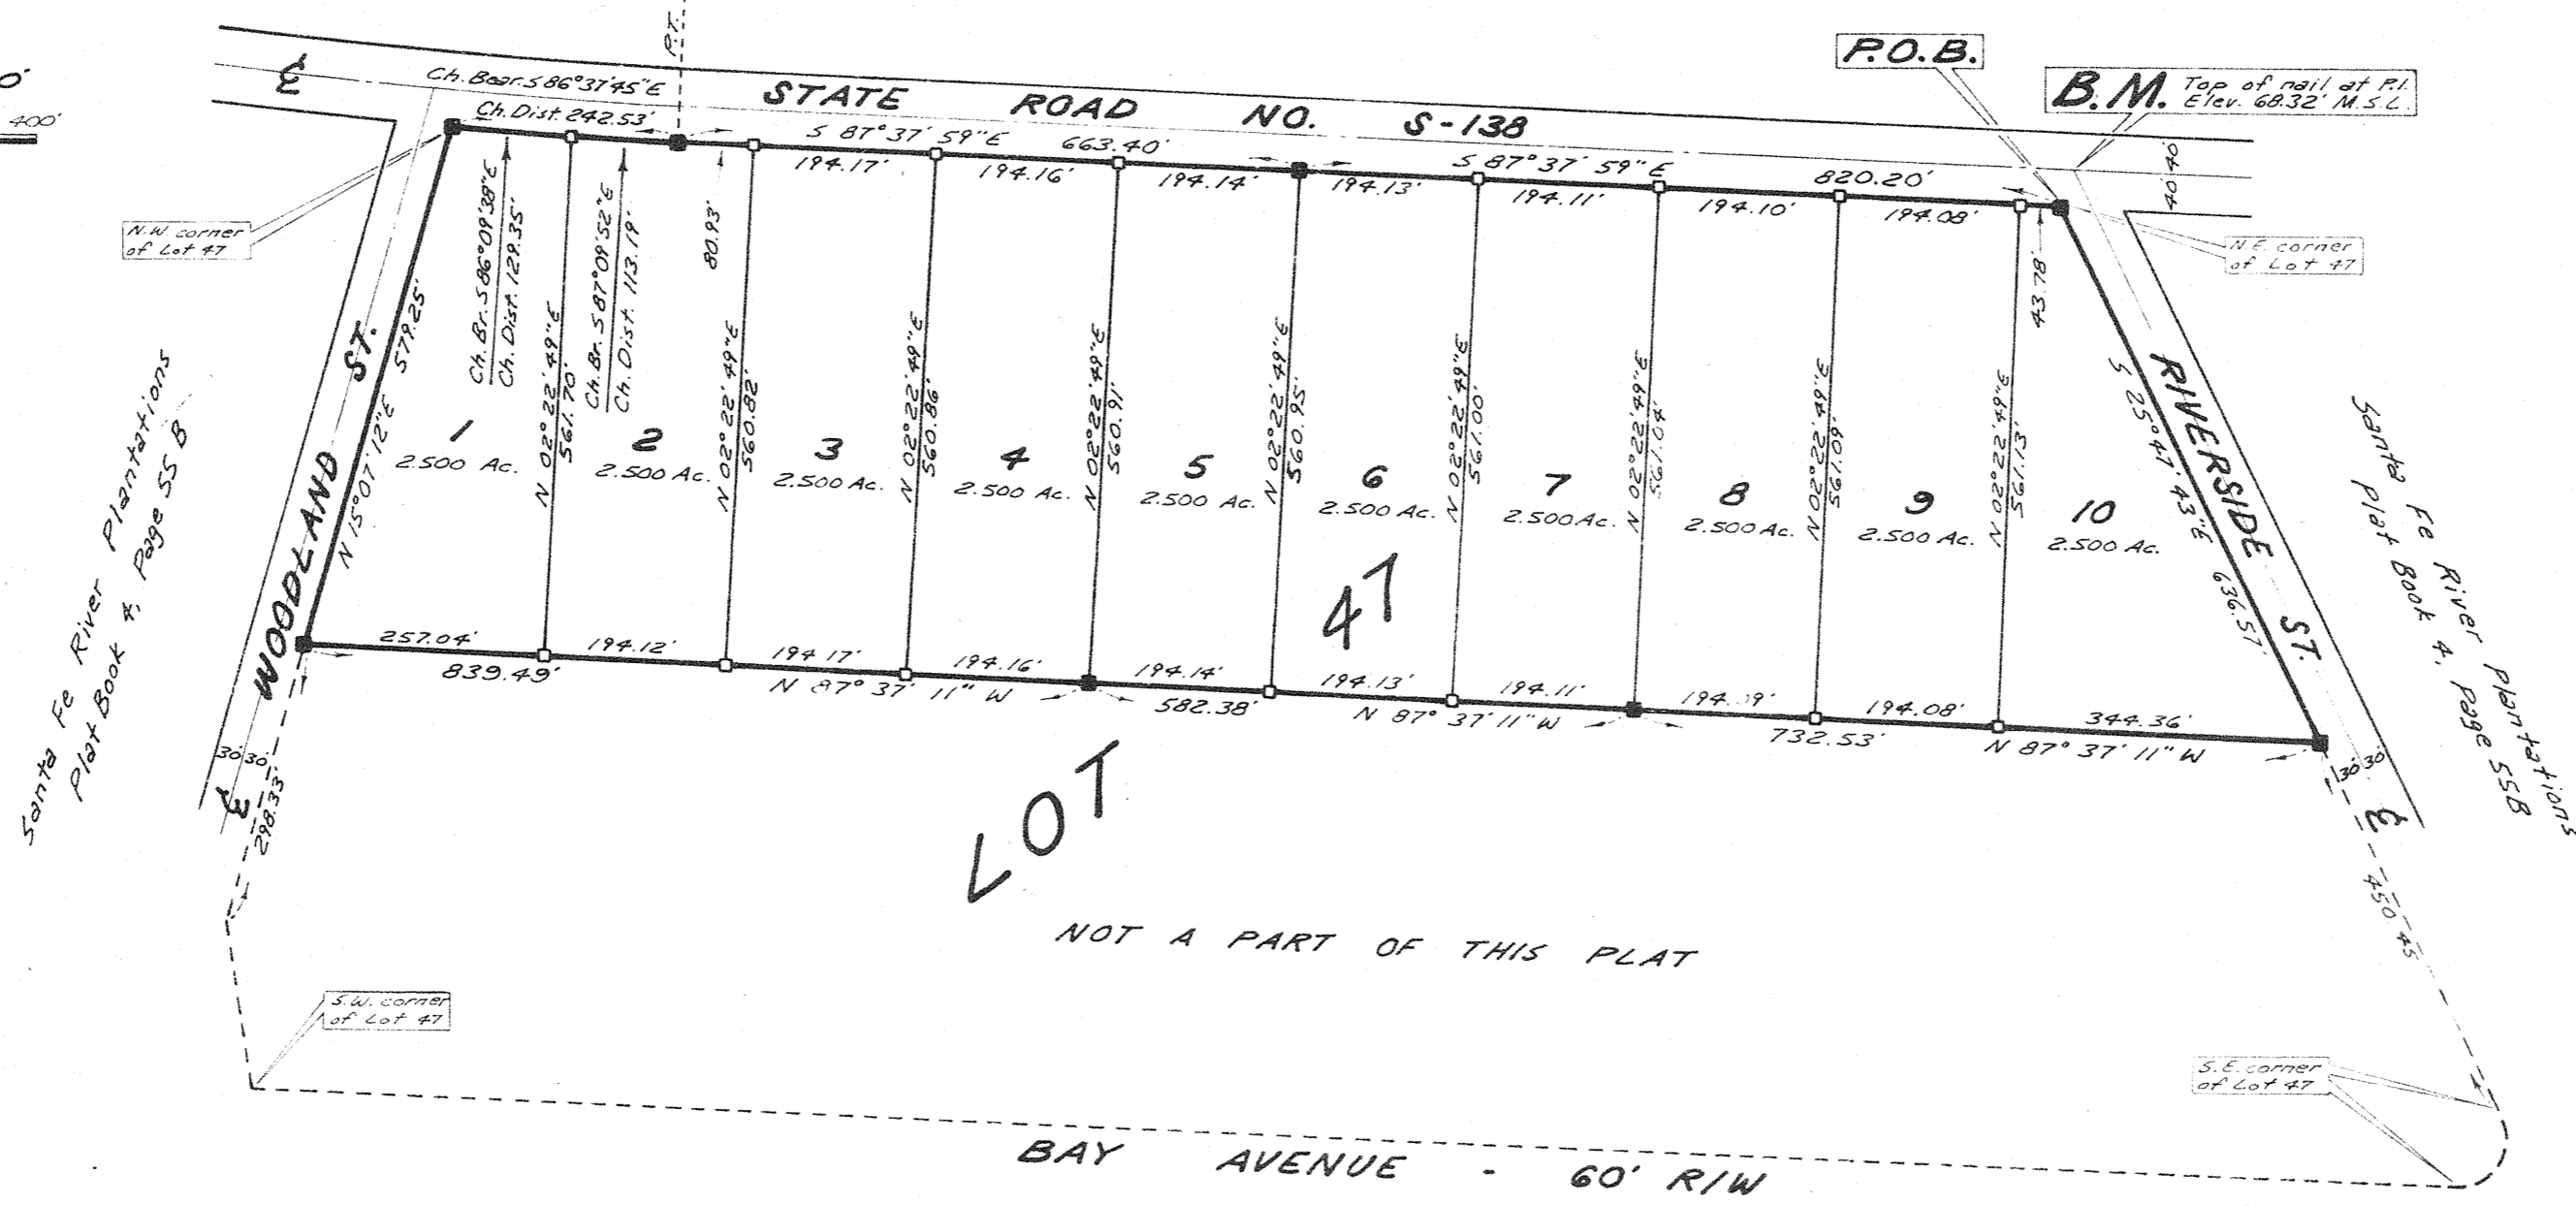 0'
400'
P.T.
P.O.B.
B.M. Top of nail at P.I.
Elev. 68.32' M.S.L.
Ch. Bear. S 86°37'45" E
Ch. Dist. 242.53'
STATE ROAD NO. S-138
S 87° 37' 59" E 663.40'
S 87° 37' 59" E 820.20'
40' 40'
194.17'
194.16'
194.14'
194.13'
194.11'
194.10'
194.08'
43.78'
80.93'
N.W. corner
of Lot 47
N.E. corner
of Lot 47
Ch. Br. S 86°09'38" E
Ch. Dist. 129.35'
Ch. Br. S 87°09'52" E
Ch. Dist. 113.19'
WOODLAND ST.
N 15°07'12" E 579.25'
N 02° 22' 49" E
561.70'
N 02° 22' 49" E
560.82'
N 02° 22' 49" E
560.86'
N 02° 22' 49" E
560.91'
N 02° 22' 49" E
560.95'
N 02° 22' 49" E
561.00'
N 02° 22' 49" E
561.04'
N 02° 22' 49" E
561.09'
N 02° 22' 49" E
561.13'
S 25° 47' 43" E 636.57'
RIVERSIDE ST.
Santa Fe River Plantations
Plat Book 4, Page 55 B
Santa Fe River Plantations
Plat Book 4, Page 55B
1
2.500 Ac.
2
2.500 Ac.
3
2.500 Ac.
4
2.500 Ac.
5
2.500 Ac.
6
2.500 Ac.
7
2.500 Ac.
8
2.500 Ac.
9
2.500 Ac.
10
2.500 Ac.
257.04'
194.12'
194.17'
194.16'
194.14'
194.13'
194.11'
194.08'
344.36'
839.49'
N 87° 37' 11" W
582.38'
N 87° 37' 11" W
732.53'
N 87° 37' 11" W
30' 30'
298.33'
30' 30'
450.45
LOT 47
NOT A PART OF THIS PLAT
S.W. corner
of Lot 47
S.E. corner
of Lot 47
BAY AVENUE - 60' R/W